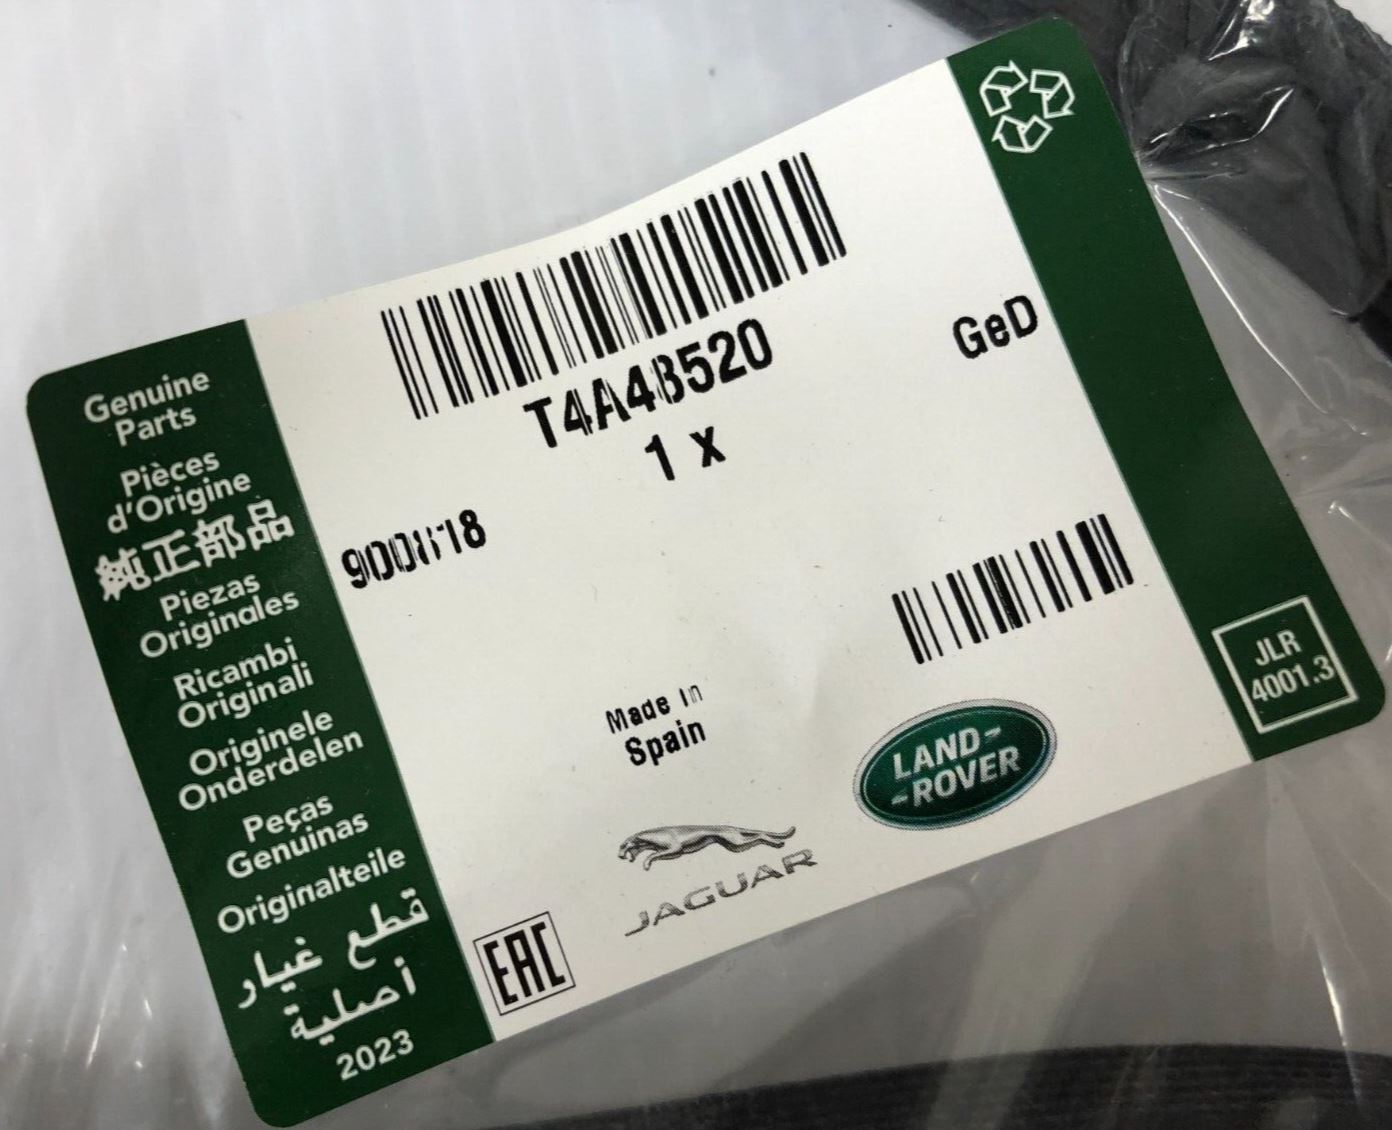 Genuine
Parts
Pièces
d'Origine
純正部品
Piezas
Originales
Ricambi
Originali
Originele
Onderdelen
Peças
Genuinas
Originalteile
قطع غيار
أصلية
2023
T4A48520
1 x
GeD
Made In
Spain
JAGUAR
LAND-
-ROVER
EAC
JLR
4001.3